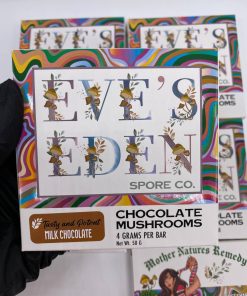 EVE'S
EVE'S
EDEN
SPORE CO.
Tasty and Potent
MILK CHOCOLATE
CHOCOLATE
MUSHROOMS
4 GRAMS PER BAR
Net Wt. 50 G
Mother Natures Remedy